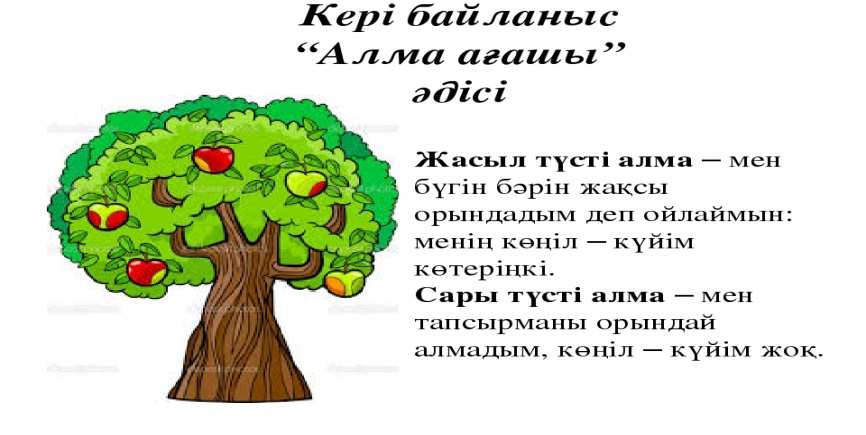 Кері байланыс
“Алма ағашы”
әдісі
Жасыл түсті алма – мен
бүгін бәрін жақсы
орындадым деп ойлаймын:
менің көңіл – күйім
көтеріңкі.
Сары түсті алма – мен
тапсырманы орындай
алмадым, көңіл – күйім жоқ.